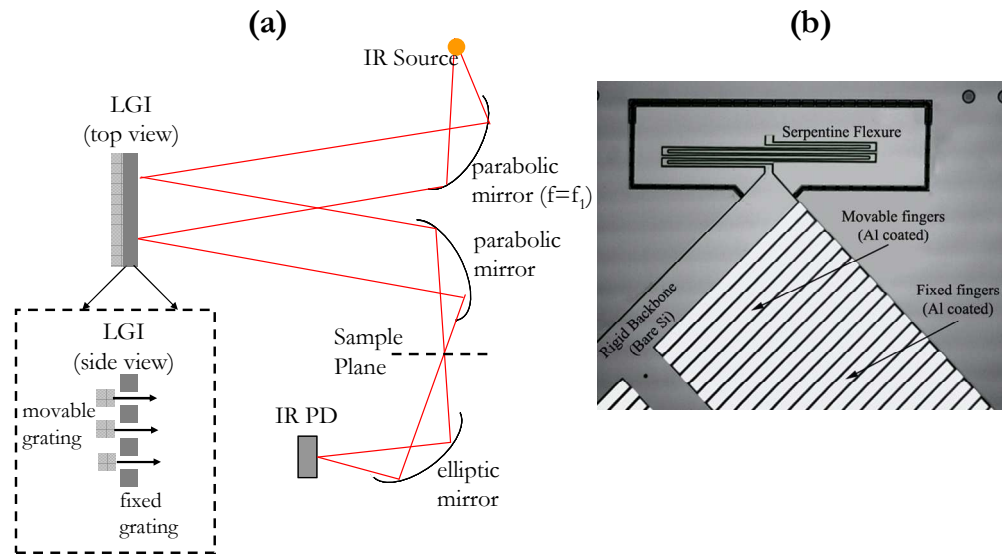 (a)
IR Source
LGI
(top view)
parabolic
mirror (f=f1)
parabolic
mirror
Sample
Plane
LGI
(side view)
movable
grating
fixed
grating
IR PD
elliptic
mirror
(b)
Serpentine Flexure
Movable fingers
(Al coated)
Fixed fingers
(Al coated)
Rigid Backbone
(Bare Si)